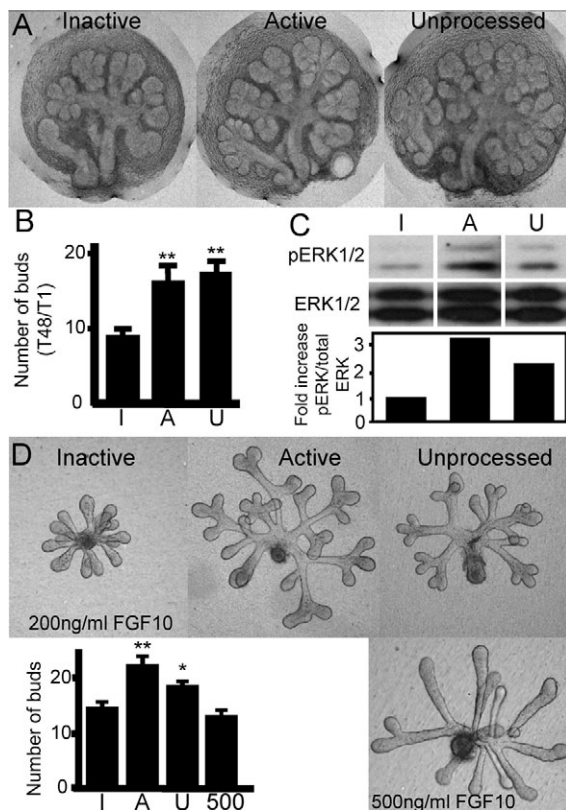 A
Inactive
Active
Unprocessed
B
Number of buds
(T48/T1)
20
10
0
**
**
I
A
U
C
I
A
U
pERK1/2
ERK1/2
Fold increase
pERK/total
ERK
3
2
1
0
D
Inactive
Active
Unprocessed
200ng/ml FGF10
Number of buds
20
10
0
**
*
I
A
U
500
500ng/ml FGF10